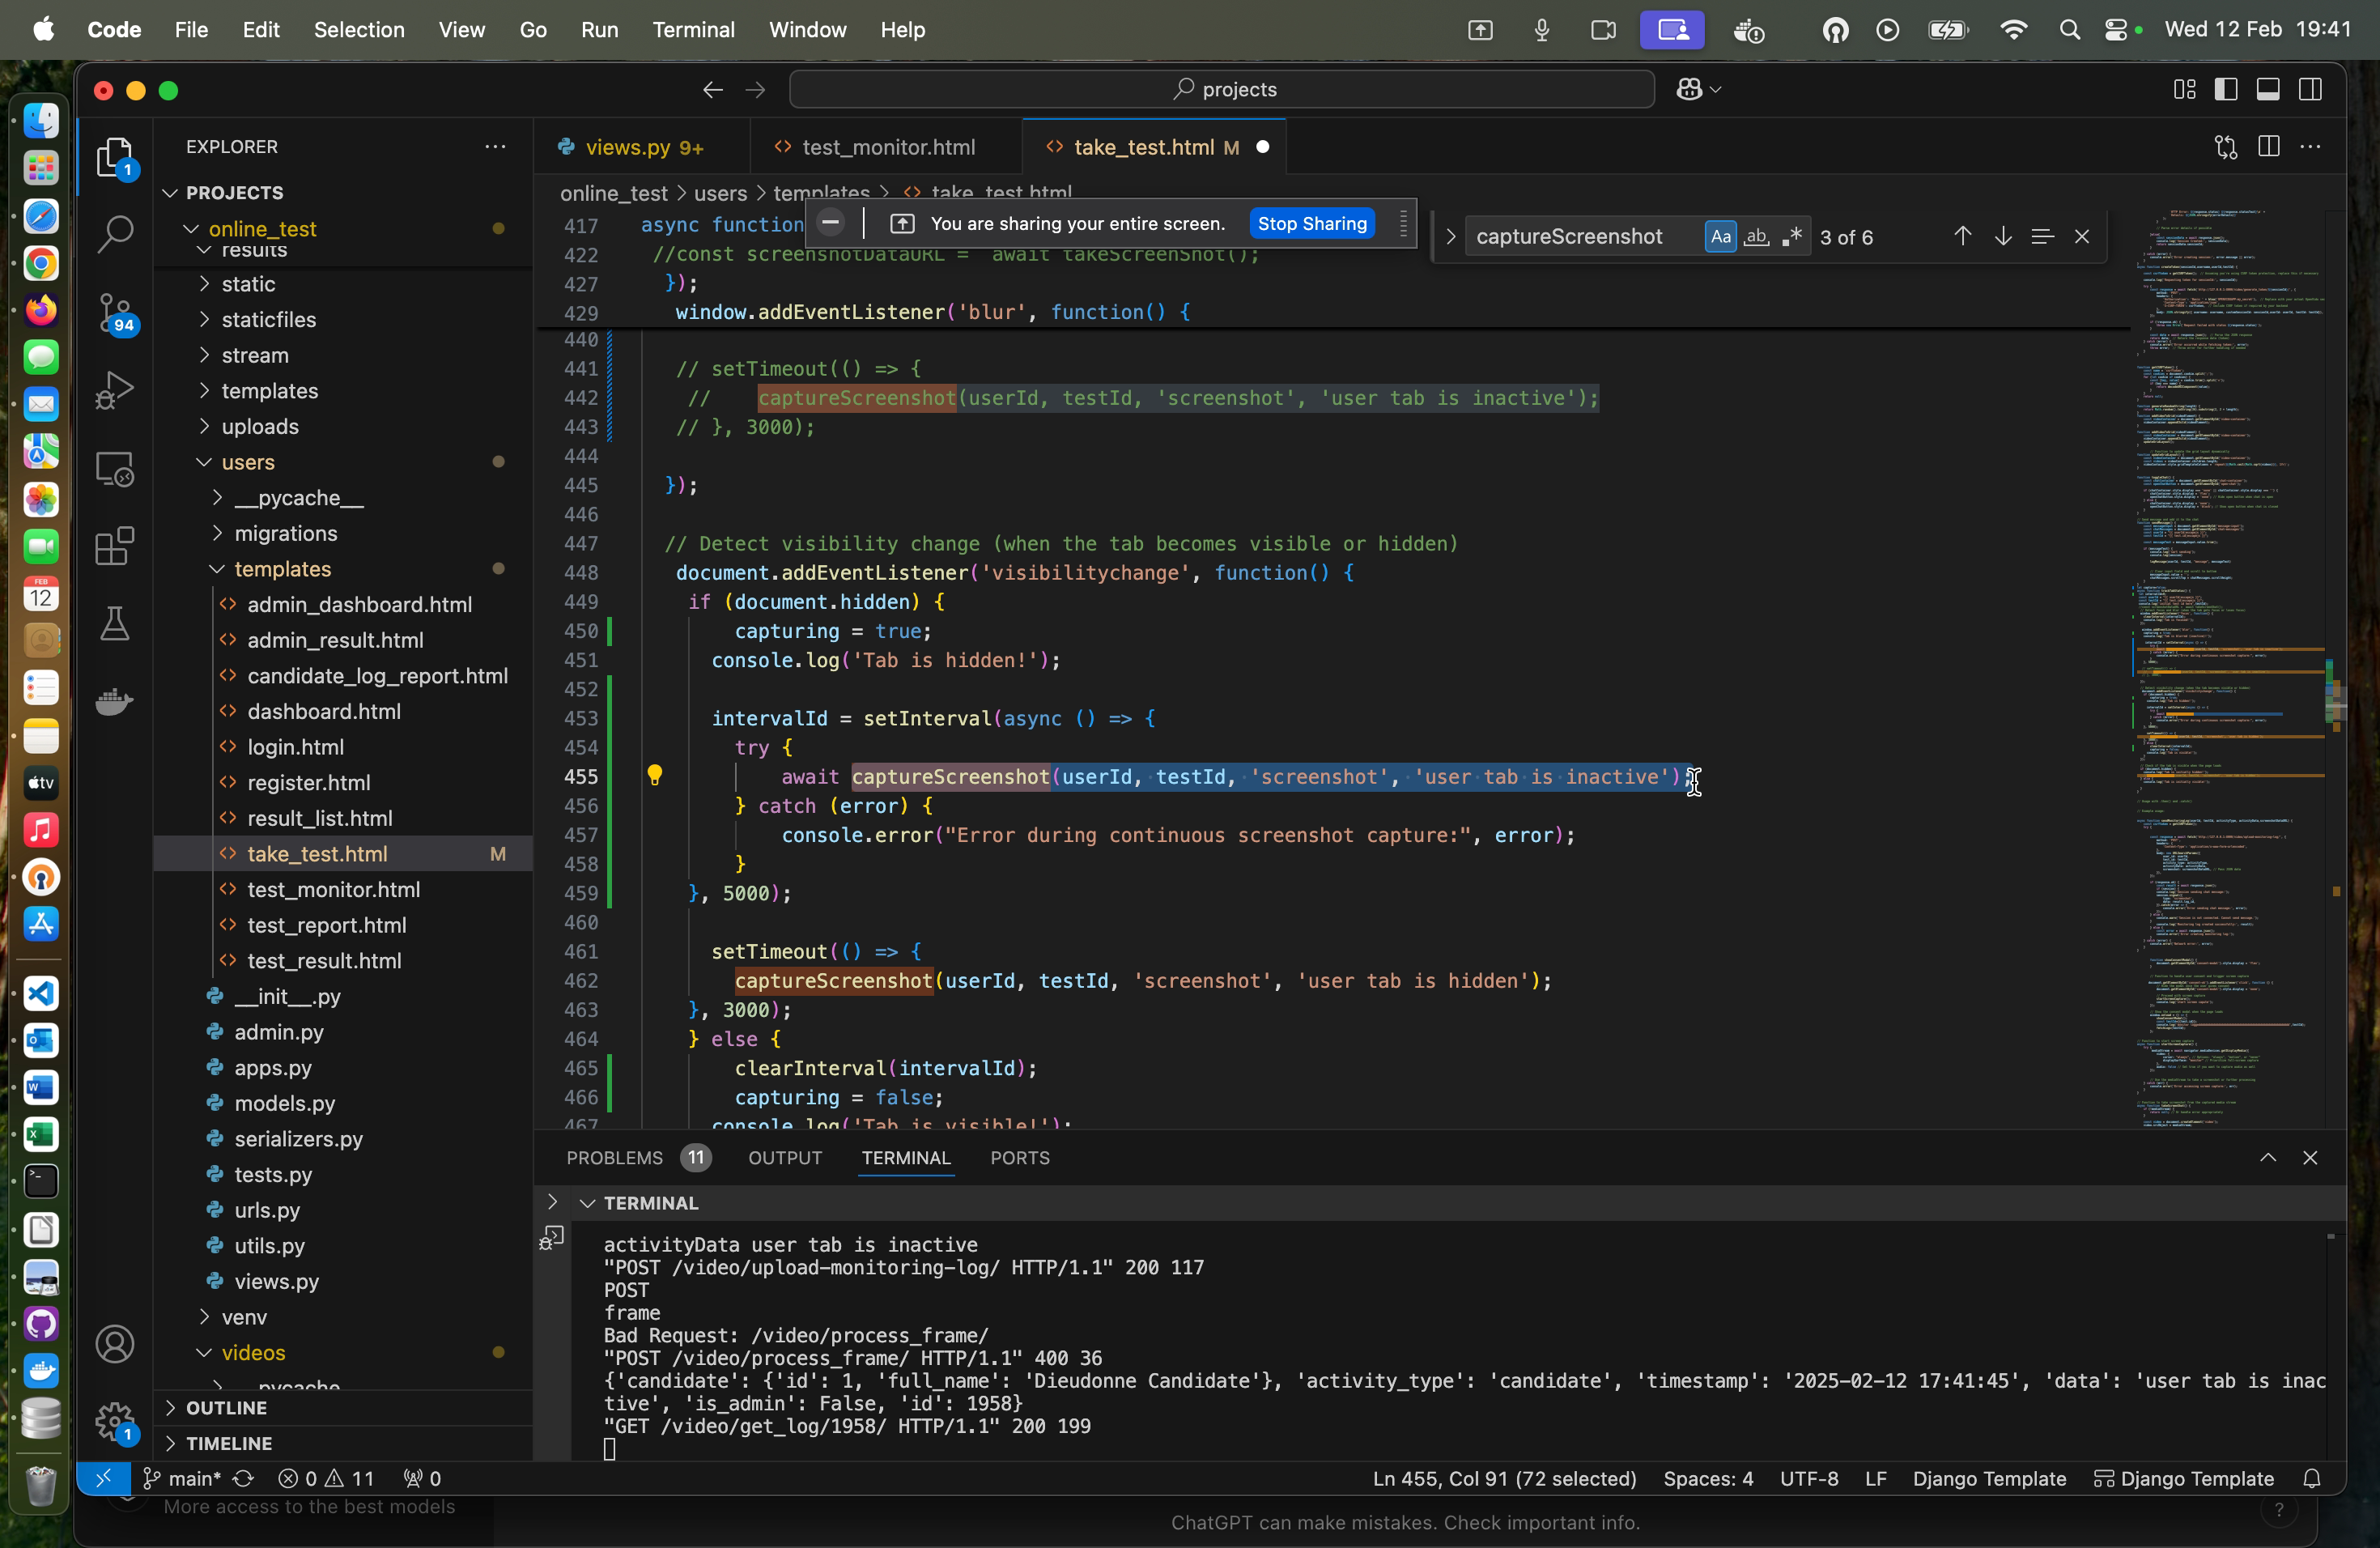 Code File Edit Selection View Go Run Terminal Window Help Wed 12 Feb 19:41
projects
EXPLORER
PROJECTS
online_test
results
static
staticfiles
stream
templates
uploads
users
__pycache__
migrations
templates
admin_dashboard.html
admin_result.html
candidate_log_report.html
dashboard.html
login.html
register.html
result_list.html
take_test.html M
test_monitor.html
test_report.html
test_result.html
__init__.py
admin.py
apps.py
models.py
serializers.py
tests.py
urls.py
utils.py
views.py
venv
videos
pycache
OUTLINE
TIMELINE
1
94
1
FEB
12
tv
views.py 9+ test_monitor.html take_test.html M
online_test > users > templates > take_test.html
You are sharing your entire screen. Stop Sharing
captureScreenshot Aa ab 3 of 6
417 async function
422 //const screenshotDataURL = await takeScreenShot();
427 });
429 window.addEventListener('blur', function() {
440
441 // setTimeout(() => {
442 // captureScreenshot(userId, testId, 'screenshot', 'user tab is inactive');
443 // }, 3000);
444
445 });
446
447 // Detect visibility change (when the tab becomes visible or hidden)
448 document.addEventListener('visibilitychange', function() {
449 if (document.hidden) {
450 capturing = true;
451 console.log('Tab is hidden!');
452
453 intervalId = setInterval(async () => {
454 try {
455 await captureScreenshot(userId, testId, 'screenshot', 'user tab is inactive');
456 } catch (error) {
457 console.error("Error during continuous screenshot capture:", error);
458 }
459 }, 5000);
460
461 setTimeout(() => {
462 captureScreenshot(userId, testId, 'screenshot', 'user tab is hidden');
463 }, 3000);
464 } else {
465 clearInterval(intervalId);
466 capturing = false;
467 console.log('Tab is visible!');
PROBLEMS 11 OUTPUT TERMINAL PORTS
TERMINAL
activityData user tab is inactive
"POST /video/upload-monitoring-log/ HTTP/1.1" 200 117
POST
frame
Bad Request: /video/process_frame/
"POST /video/process_frame/ HTTP/1.1" 400 36
{'candidate': {'id': 1, 'full_name': 'Dieudonne Candidate'}, 'activity_type': 'candidate', 'timestamp': '2025-02-12 17:41:45', 'data': 'user tab is inac
tive', 'is_admin': False, 'id': 1958}
"GET /video/get_log/1958/ HTTP/1.1" 200 199
main* 0 11 0 Ln 455, Col 91 (72 selected) Spaces: 4 UTF-8 LF Django Template Django Template
More access to the best models
ChatGPT can make mistakes. Check important info.
?